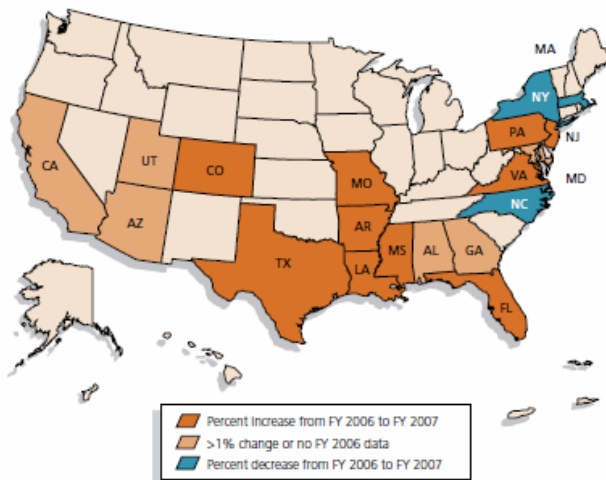 MA
NY
PA
NJ
CA
UT
CO
MO
VA
MD
NC
AZ
AR
TX
LA
MS
AL
GA
FL
Percent Increase from FY 2006 to FY 2007
>1% change or no FY 2006 data
Percent decrease from FY 2006 to FY 2007